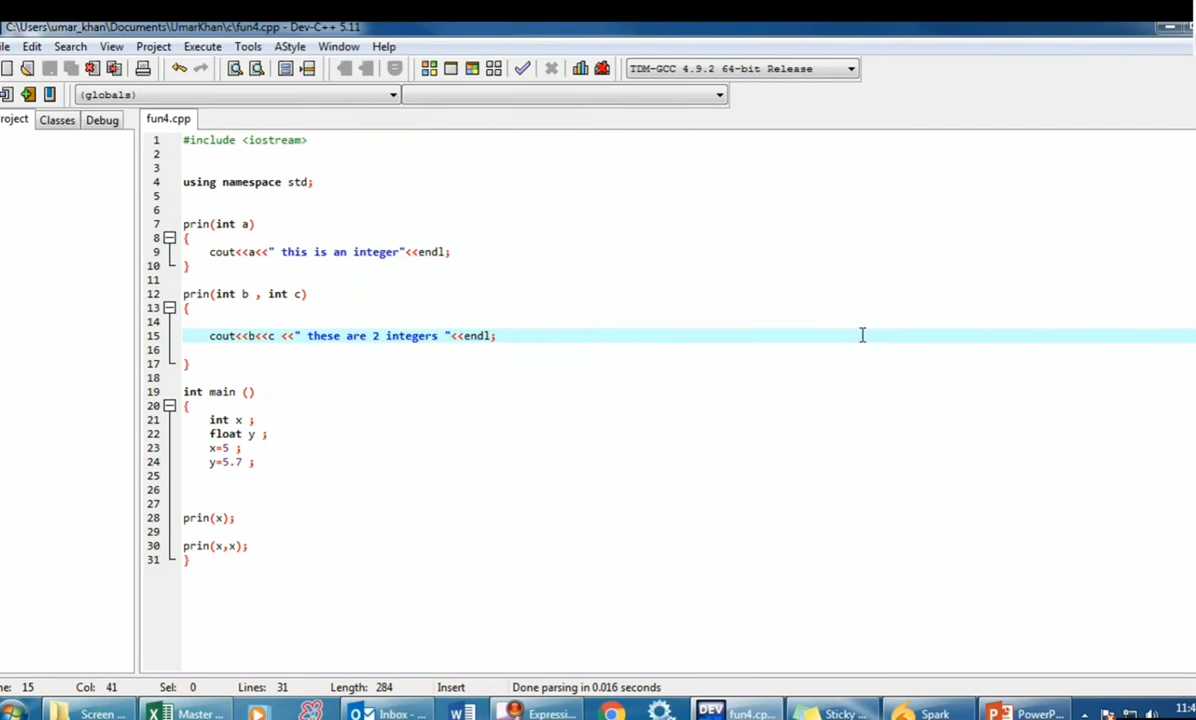 C:\Users\umar_khan\Documents\UmarKhan\c\fun4.cpp - Dev-C++ 5.11
ile Edit Search View Project Execute Tools AStyle Window Help
TDM-GCC 4.9.2 64-bit Release
(globals)
roject Classes Debug fun4.cpp
1 #include <iostream>
2
3
4 using namespace std;
5
6
7 prin(int a)
8 {
9 cout<<a<<" this is an integer"<<endl;
10 }
11
12 prin(int b , int c)
13 {
14
15 cout<<b<<c <<" these are 2 integers "<<endl;
16
17 }
18
19 int main ()
20 {
21 int x ;
22 float y ;
23 x=5 ;
24 y=5.7 ;
25
26
27
28 prin(x);
29
30 prin(x,x);
31 }
ne: 15 Col: 41 Sel: 0 Lines: 31 Length: 284 Insert Done parsing in 0.016 seconds
Screen ... Master ... Inbox - ... Expressi... DEV fun4.cp... Sticky ... Spark PowerP... 11:4